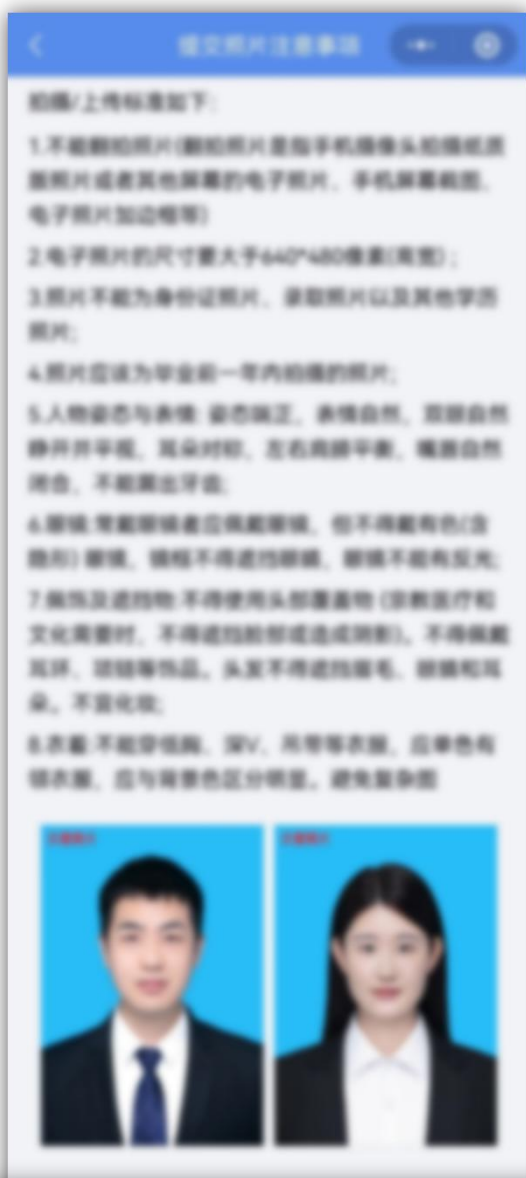 提交照片注意事项
拍摄/上传标准如下：
1.不能翻拍照片(翻拍照片是指手机摄像头拍摄纸质
版照片或者其他屏幕的电子照片、手机屏幕截图、
电子照片加边框等)
2.电子照片的尺寸要大于640*480像素(高宽)；
3.照片不能为身份证照片、录取照片以及其他学历
照片;
4.照片应该为毕业前一年内拍摄的照片;
5.人物姿态与表情: 姿态端正、表情自然，双眼自然
睁开并平视、耳朵对称、左右肩膀平衡、嘴唇自然
闭合、不能露出牙齿;
6.眼镜:常戴眼镜者应佩戴眼镜，但不得戴有色(含
隐形) 眼镜，镜框不得遮挡眼睛，眼镜不能有反光;
7.佩饰及遮挡物:不得使用头部覆盖物 (宗教医疗和
文化需要时，不得遮挡脸部或造成阴影)。不得佩戴
耳环、项链等饰品。头发不得遮挡眉毛、眼睛和耳
朵。不宜化妆;
8.衣着:不能穿低胸、深V、吊带等衣服，应单色有
领衣服，应与背景色区分明显。避免复杂图